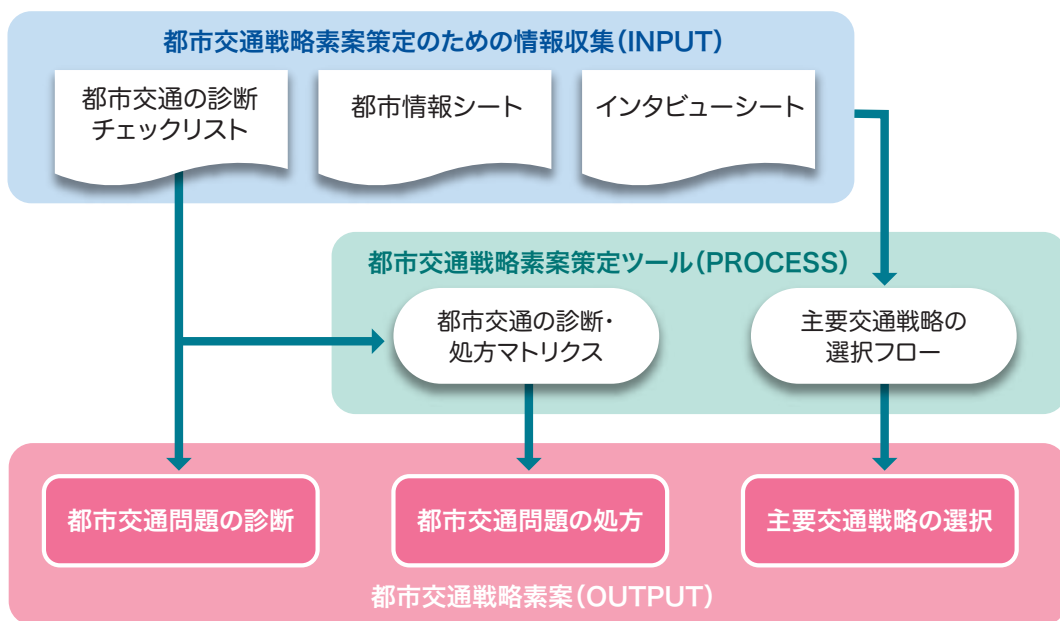 都市交通戦略素案策定のための情報収集(INPUT)
都市交通の診断
チェックリスト
都市情報シート
インタビューシート
都市交通戦略素案策定ツール(PROCESS)
都市交通の診断・
処方マトリクス
主要交通戦略の
選択フロー
都市交通問題の診断
都市交通問題の処方
主要交通戦略の選択
都市交通戦略素案(OUTPUT)